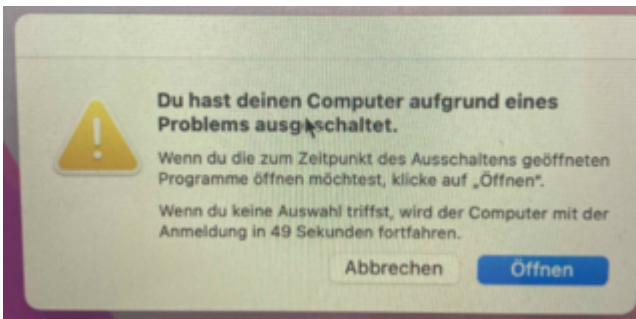 Du hast deinen Computer aufgrund eines
Problems ausgeschaltet.
Wenn du die zum Zeitpunkt des Ausschaltens geöffneten
Programme öffnen möchtest, klicke auf „Öffnen“.
Wenn du keine Auswahl triffst, wird der Computer mit der
Anmeldung in 49 Sekunden fortfahren.
Abbrechen Öffnen